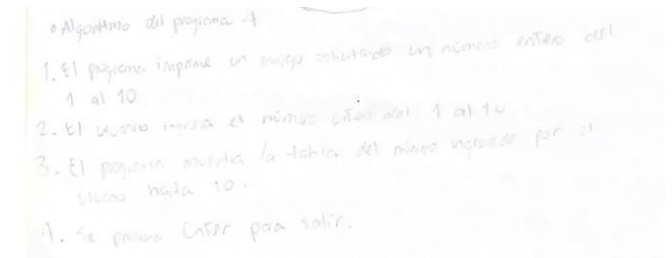 • Algoritmo del programa 4
1. El programa imprime un mensaje solicitando un número entero del
1 al 10.
2. El usuario ingresa el número entero del 1 al 10.
3. El programa muestra la tabla del número ingresado por el
usuario hasta 10.
4. Se presiona Enter para salir.